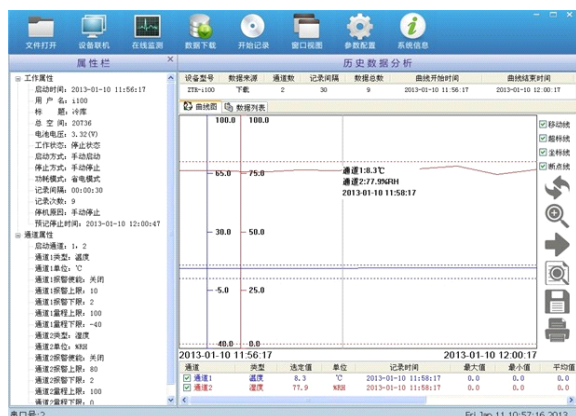 文件打开 设备联机 在线监测 数据下载 开始记录 窗口视图 参数配置 系统信息
属性栏
历史数据分析
工作属性
启动时间: 2013-01-10 11:56:17
用 户 名: i100
标 题: 冷库
总 空 间: 20736
电池电压: 3.32(V)
工作状态: 停止状态
启动方式: 手动启动
停止方式: 手动停止
功耗模式: 省电模式
记录间隔: 00:00:30
记录次数: 9
停机原因: 手动停止
预记停止时间: 2013-01-10 12:00:47
通道属性
启动通道: 1, 2
通道1类型: 温度
通道1单位: ℃
通道1报警使能: 关闭
通道1报警上限: 10
通道1报警下限: 2
通道1量程上限: 100
通道1量程下限: -40
通道2类型: 湿度
通道2单位: %RH
通道2报警使能: 关闭
通道2报警上限: 80
通道2报警下限: 2
通道2量程上限: 100
通道2量程下限: 0
设备型号 数据来源 通道数 记录间隔 数据总数 曲线开始时间 曲线结束时间
ZTX-i100 下载 2 30 9 2013-01-10 11:56:17 2013-01-10 12:00:17
曲线图 数据列表
100.0 100.0
65.0 75.0
30.0 50.0
-5.0 25.0
-40.0 0.0
通道1:8.3℃
通道2:77.9%RH
2013-01-10 11:58:17
移动线
超标线
坐标线
断点线
2013-01-10 11:56:17 2013-01-10 12:00:17
通道 类型 选定值 单位 记录时间 最大值 最小值 平均值
通道1 温度 8.3 ℃ 2013-01-10 11:58:17 0.0 0.0 0.0
通道2 湿度 77.9 %RH 2013-01-10 11:58:17 0.0 0.0 0.0
串口号:2
Fri Jan 11 10:57:16 2013